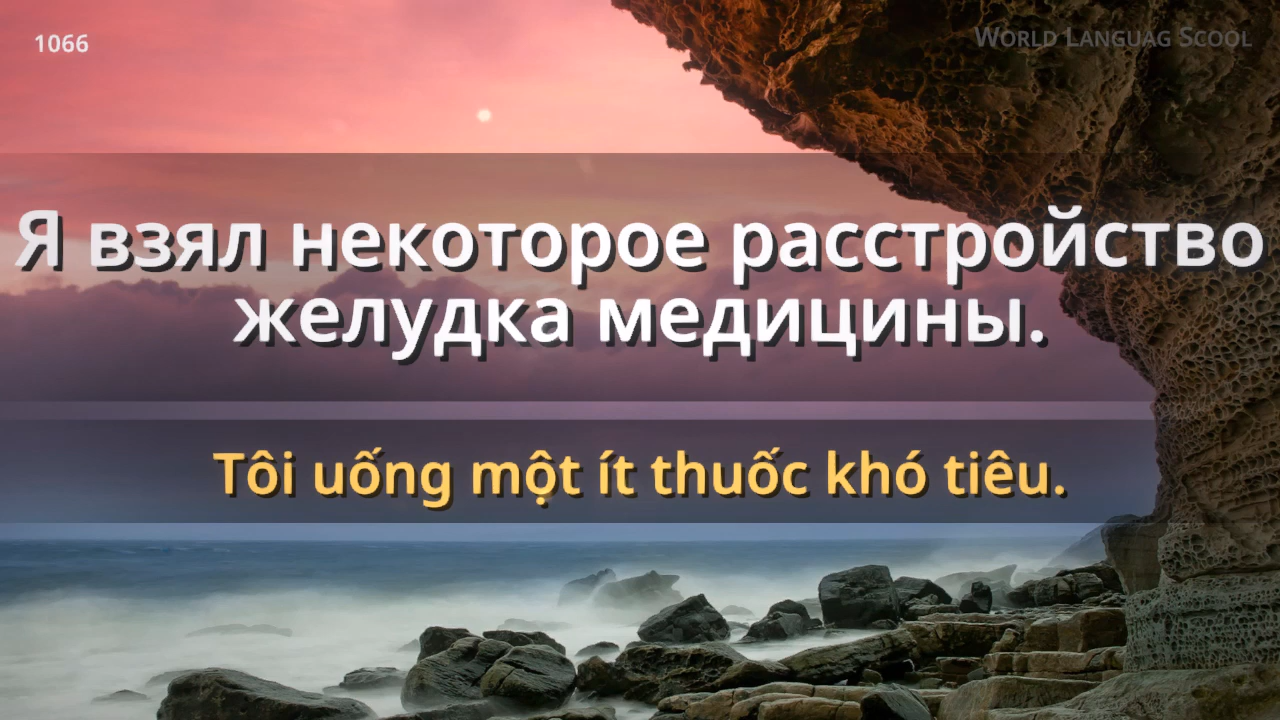 1066
World Languag Scool
Я взял некоторое расстройство
желудка медицины.
Tôi uống một ít thuốc khó tiêu.